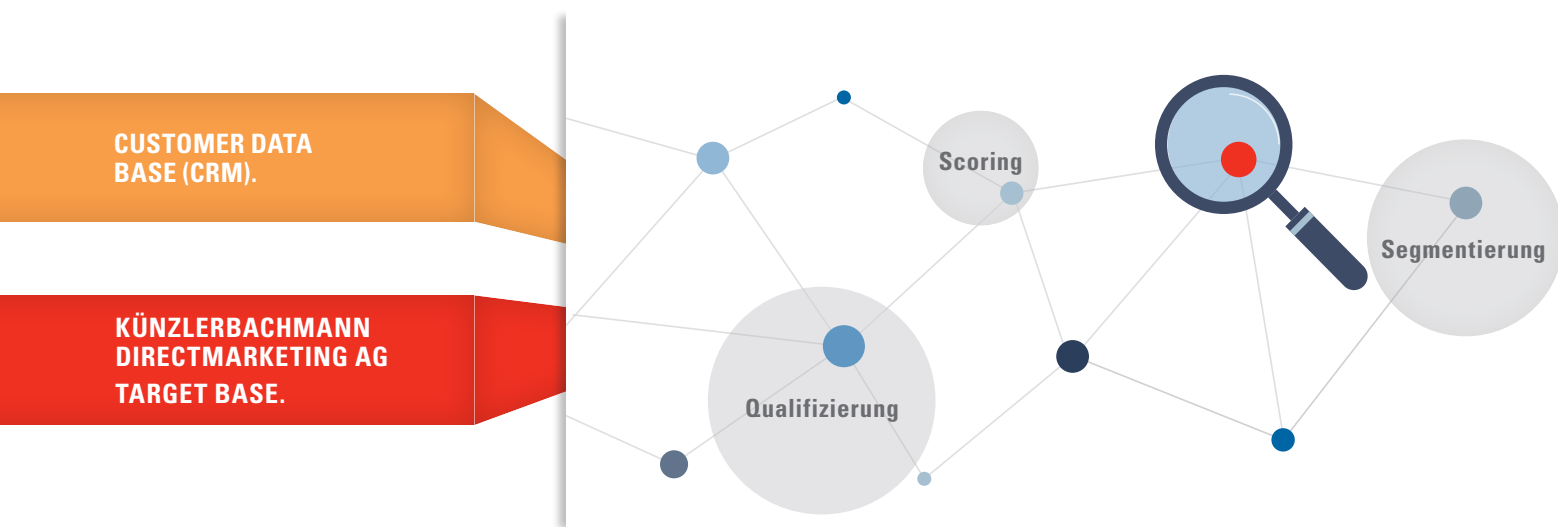 CUSTOMER DATA
BASE (CRM).
KÜNZLERBACHMANN
DIRECTMARKETING AG
TARGET BASE.
Scoring
Segmentierung
Qualifizierung